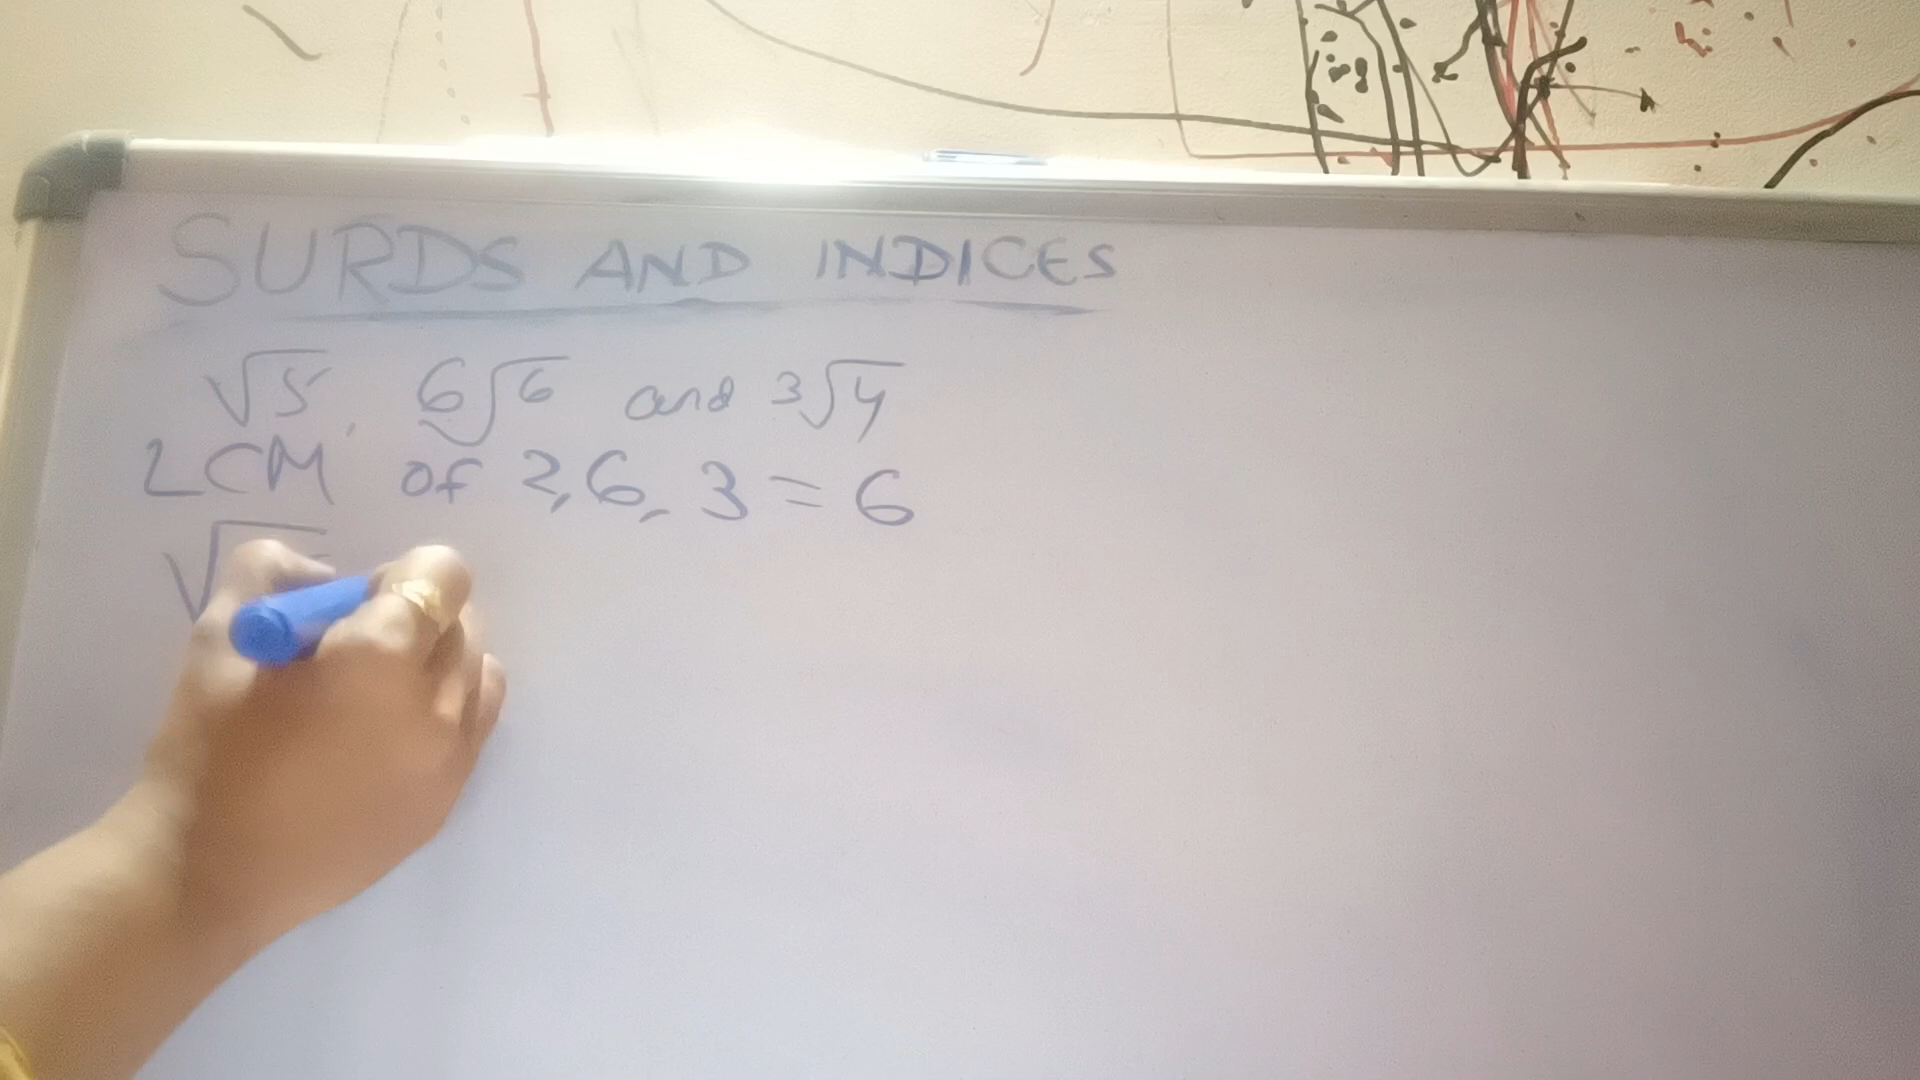 SURDS AND INDICES
√5, 6√6 and 3√4
LCM of 2,6, 3 = 6
√